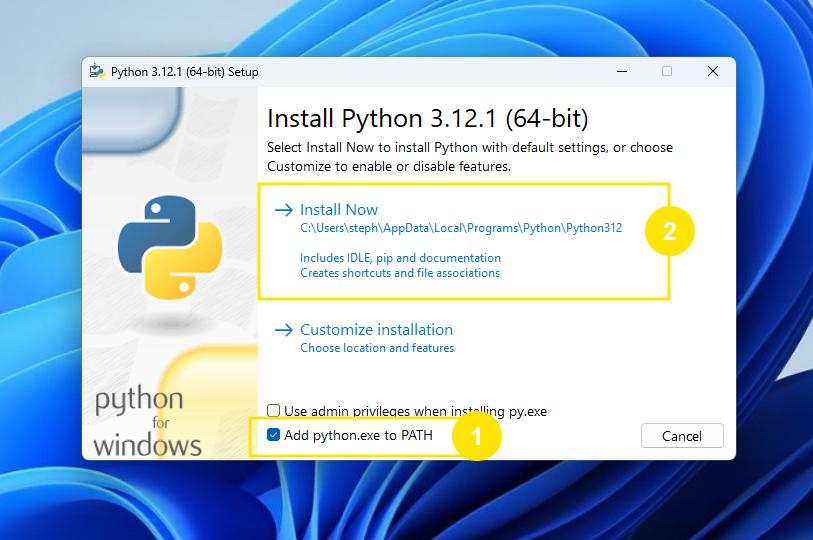 Python 3.12.1 (64-bit) Setup
Install Python 3.12.1 (64-bit)
Select Install Now to install Python with default settings, or choose
Customize to enable or disable features.
Install Now
C:\Users\steph\AppData\Local\Programs\Python\Python312
2
Includes IDLE, pip and documentation
Creates shortcuts and file associations
Customize installation
Choose location and features
python
for
windows
Use admin privileges when installing py.exe
Add python.exe to PATH
1
Cancel